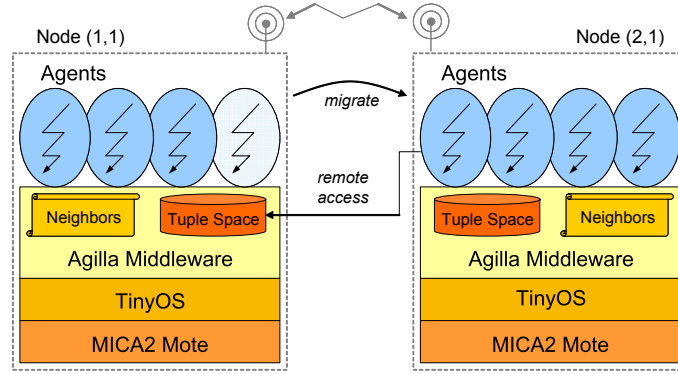 Node (1,1)
Node (2,1)
Agents
migrate
Agents
remote
access
Neighbors
Tuple Space
Tuple Space
Neighbors
Agilla Middleware
Agilla Middleware
TinyOS
TinyOS
MICA2 Mote
MICA2 Mote